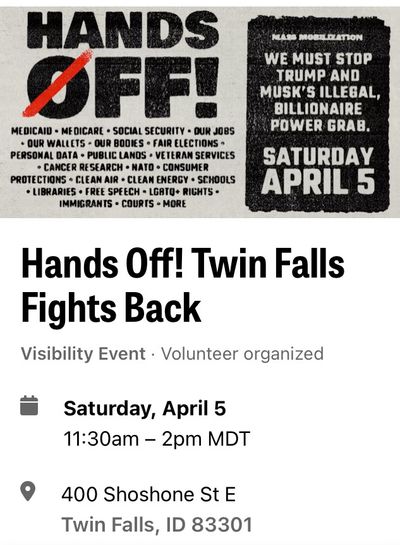 HANDS
OFF!
MEDICAID • MEDICARE • SOCIAL SECURITY • OUR JOBS
• OUR WALLETS • OUR BODIES • FAIR ELECTIONS •
PERSONAL DATA • PUBLIC LANDS • VETERAN SERVICES
• CANCER RESEARCH • NATO • CONSUMER
PROTECTIONS • CLEAN AIR • CLEAN ENERGY • SCHOOLS
• LIBRARIES • FREE SPEECH • LGBTQ+ RIGHTS •
IMMIGRANTS • COURTS • MORE
MASS MOBILIZATION
WE MUST STOP
TRUMP AND
MUSK'S ILLEGAL,
BILLIONAIRE
POWER GRAB.
SATURDAY
APRIL 5
Hands Off! Twin Falls
Fights Back
Visibility Event · Volunteer organized
Saturday, April 5
11:30am – 2pm MDT
400 Shoshone St E
Twin Falls, ID 83301